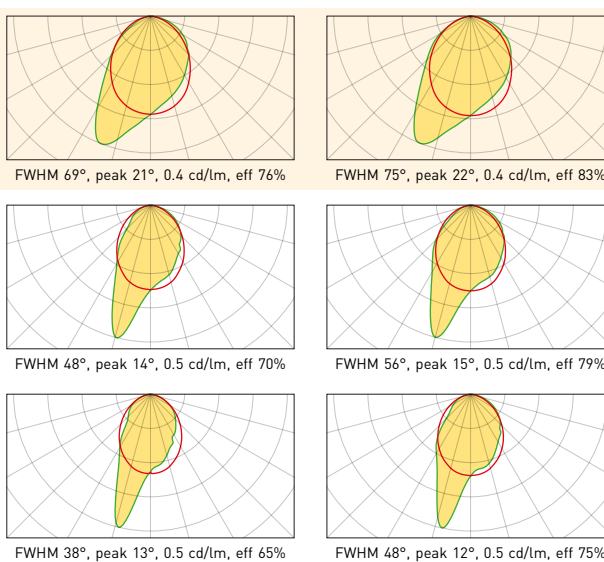 FWHM 69°, peak 21°, 0.4 cd/lm, eff 76%
FWHM 75°, peak 22°, 0.4 cd/lm, eff 83%
FWHM 48°, peak 14°, 0.5 cd/lm, eff 70%
FWHM 56°, peak 15°, 0.5 cd/lm, eff 79%
FWHM 38°, peak 13°, 0.5 cd/lm, eff 65%
FWHM 48°, peak 12°, 0.5 cd/lm, eff 75%